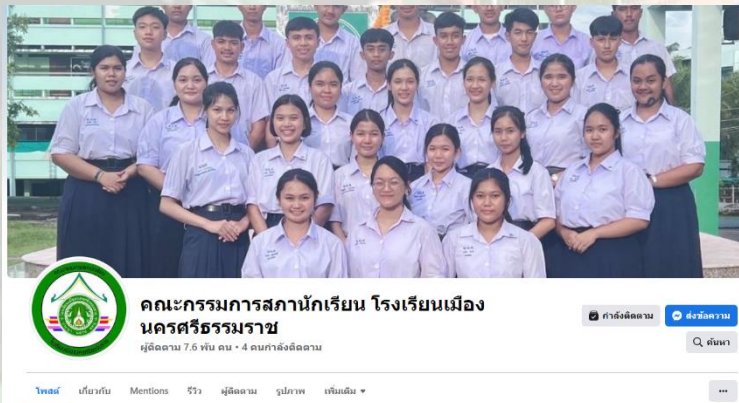 คณะกรรมการสภานักเรียน โรงเรียนเมือง
นครศรีธรรมราช
ผู้ติดตาม 7.6 พัน คน • 4 คนกำลังติดตาม
กำลังติดตาม
ส่งข้อความ
ค้นหา
โพสต์ เกี่ยวกับ Mentions รีวิว ผู้ติดตาม รูปภาพ เพิ่มเติม